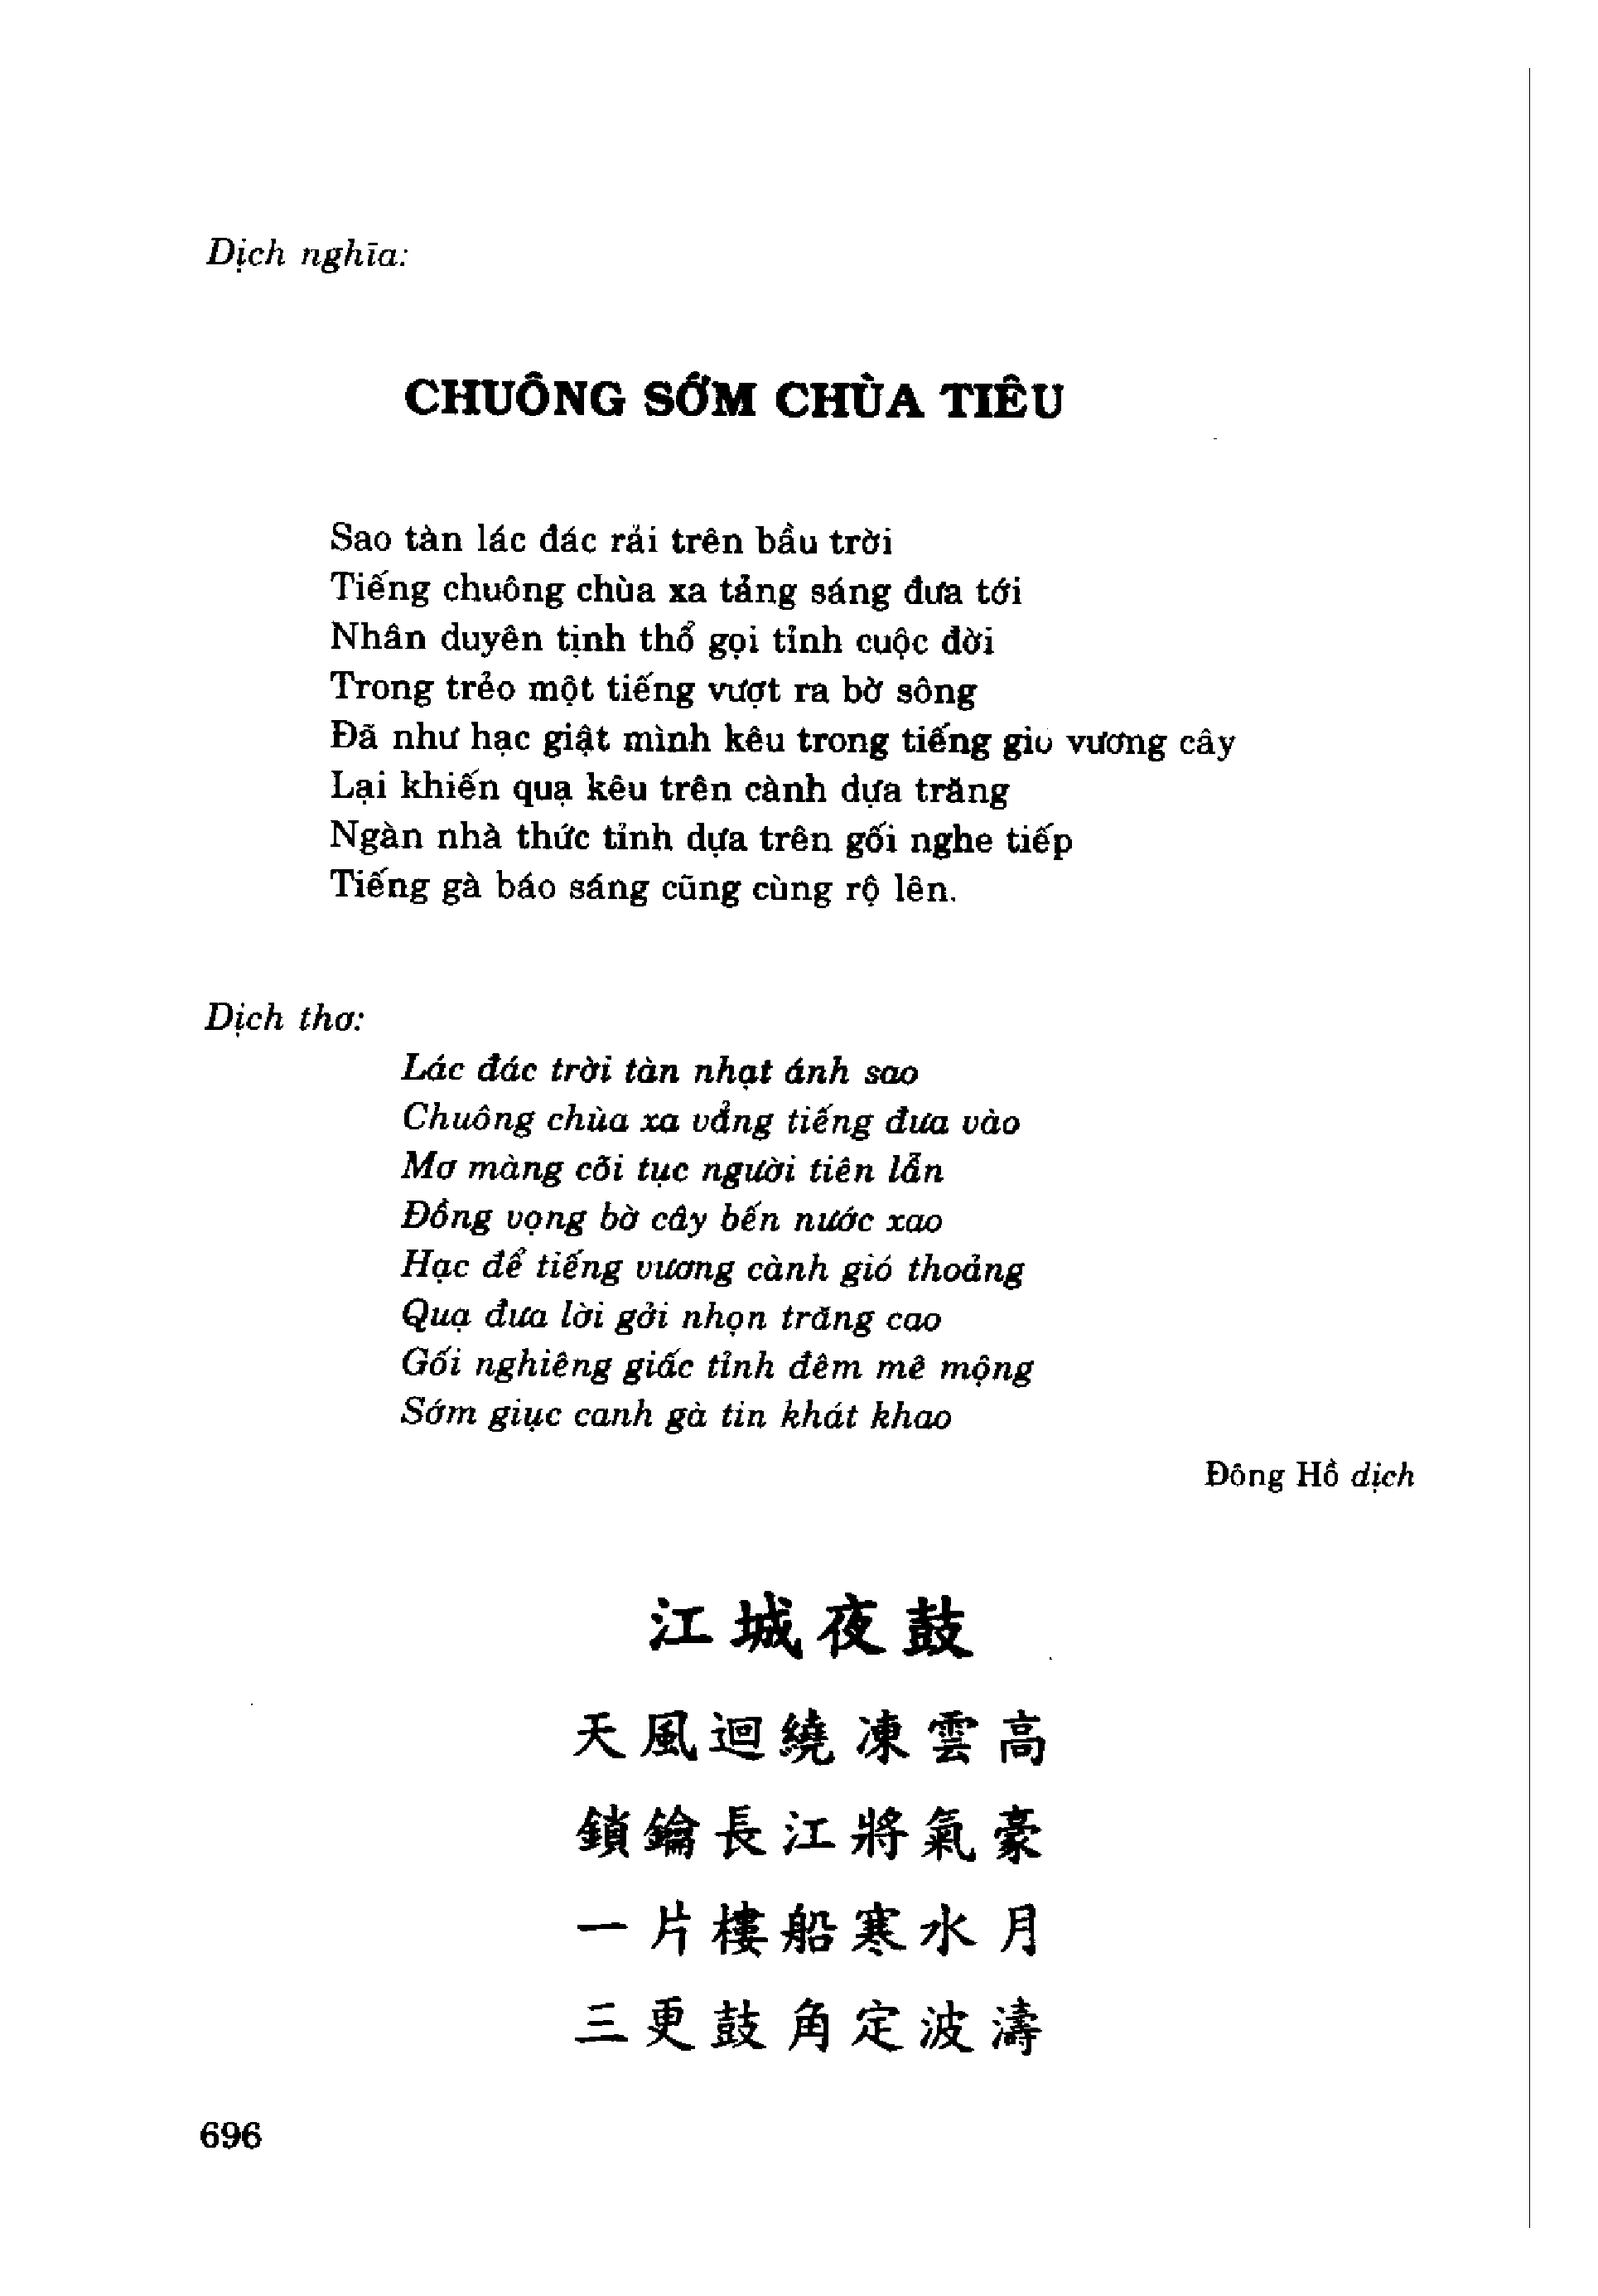 Dịch nghĩa:
CHUÔNG SỚM CHÙA TIÊU
Sao tàn lác đác rải trên bầu trời
Tiếng chuông chùa xa tảng sáng đưa tới
Nhân duyên tịnh thổ gọi tỉnh cuộc đời
Trong trẻo một tiếng vượt ra bờ sông
Đã như hạc giật mình kêu trong tiếng gió vương cây
Lại khiến quạ kêu trên cành dựa trăng
Ngàn nhà thức tỉnh dựa trên gối nghe tiếp
Tiếng gà báo sáng cũng cùng rộ lên.
Dịch thơ:
Lác đác trời tàn nhạt ánh sao
Chuông chùa xa vẳng tiếng đưa vào
Mơ màng cõi tục người tiên lẫn
Đồng vọng bờ cây bến nước xao
Hạc để tiếng vương cành gió thoảng
Quạ đưa lời gởi nhọn trăng cao
Gối nghiêng giấc tỉnh đêm mê mộng
Sớm giục canh gà tin khát khao
Đông Hồ dịch
江城夜鼓
天風迴繞凍雲高
鎖鑰長江將氣豪
一片樓船寒水月
三更鼓角定波濤
696